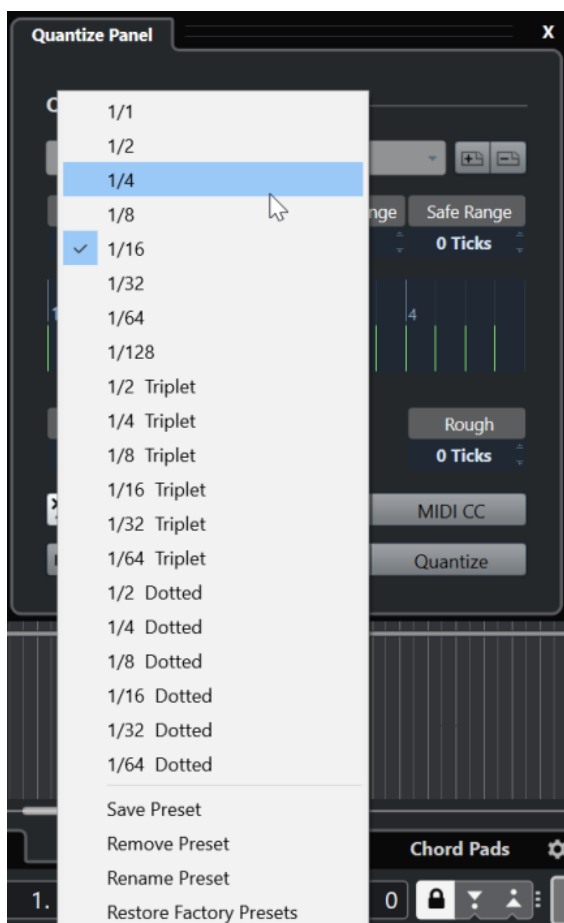 Quantize Panel X
1/1
1/2
1/4
1/8
Safe Range
1/16
0 Ticks
1/32
1/64
4
1/128
1/2 Triplet
1/4 Triplet
Rough
1/8 Triplet
0 Ticks
1/16 Triplet
MIDI CC
1/32 Triplet
1/64 Triplet
Quantize
1/2 Dotted
1/4 Dotted
1/8 Dotted
1/16 Dotted
1/32 Dotted
1/64 Dotted
Save Preset
Remove Preset
Chord Pads
Rename Preset
1.
0
Restore Factory Presets